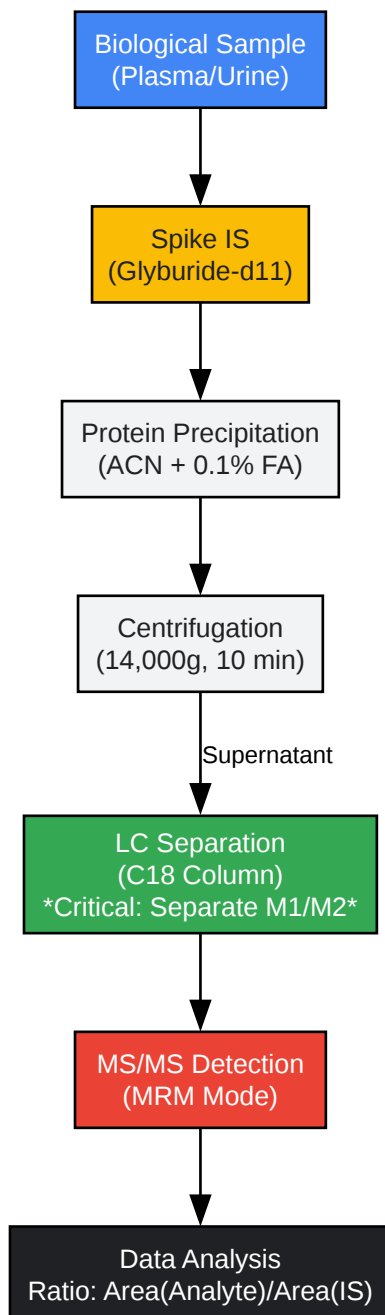 Biological Sample
(Plasma/Urine)
Spike IS
(Glyburide-d11)
Protein Precipitation
(ACN + 0.1% FA)
Centrifugation
(14,000g, 10 min)
Supernatant
LC Separation
(C18 Column)
*Critical: Separate M1/M2*
MS/MS Detection
(MRM Mode)
Data Analysis
Ratio: Area(Analyte)/Area(IS)